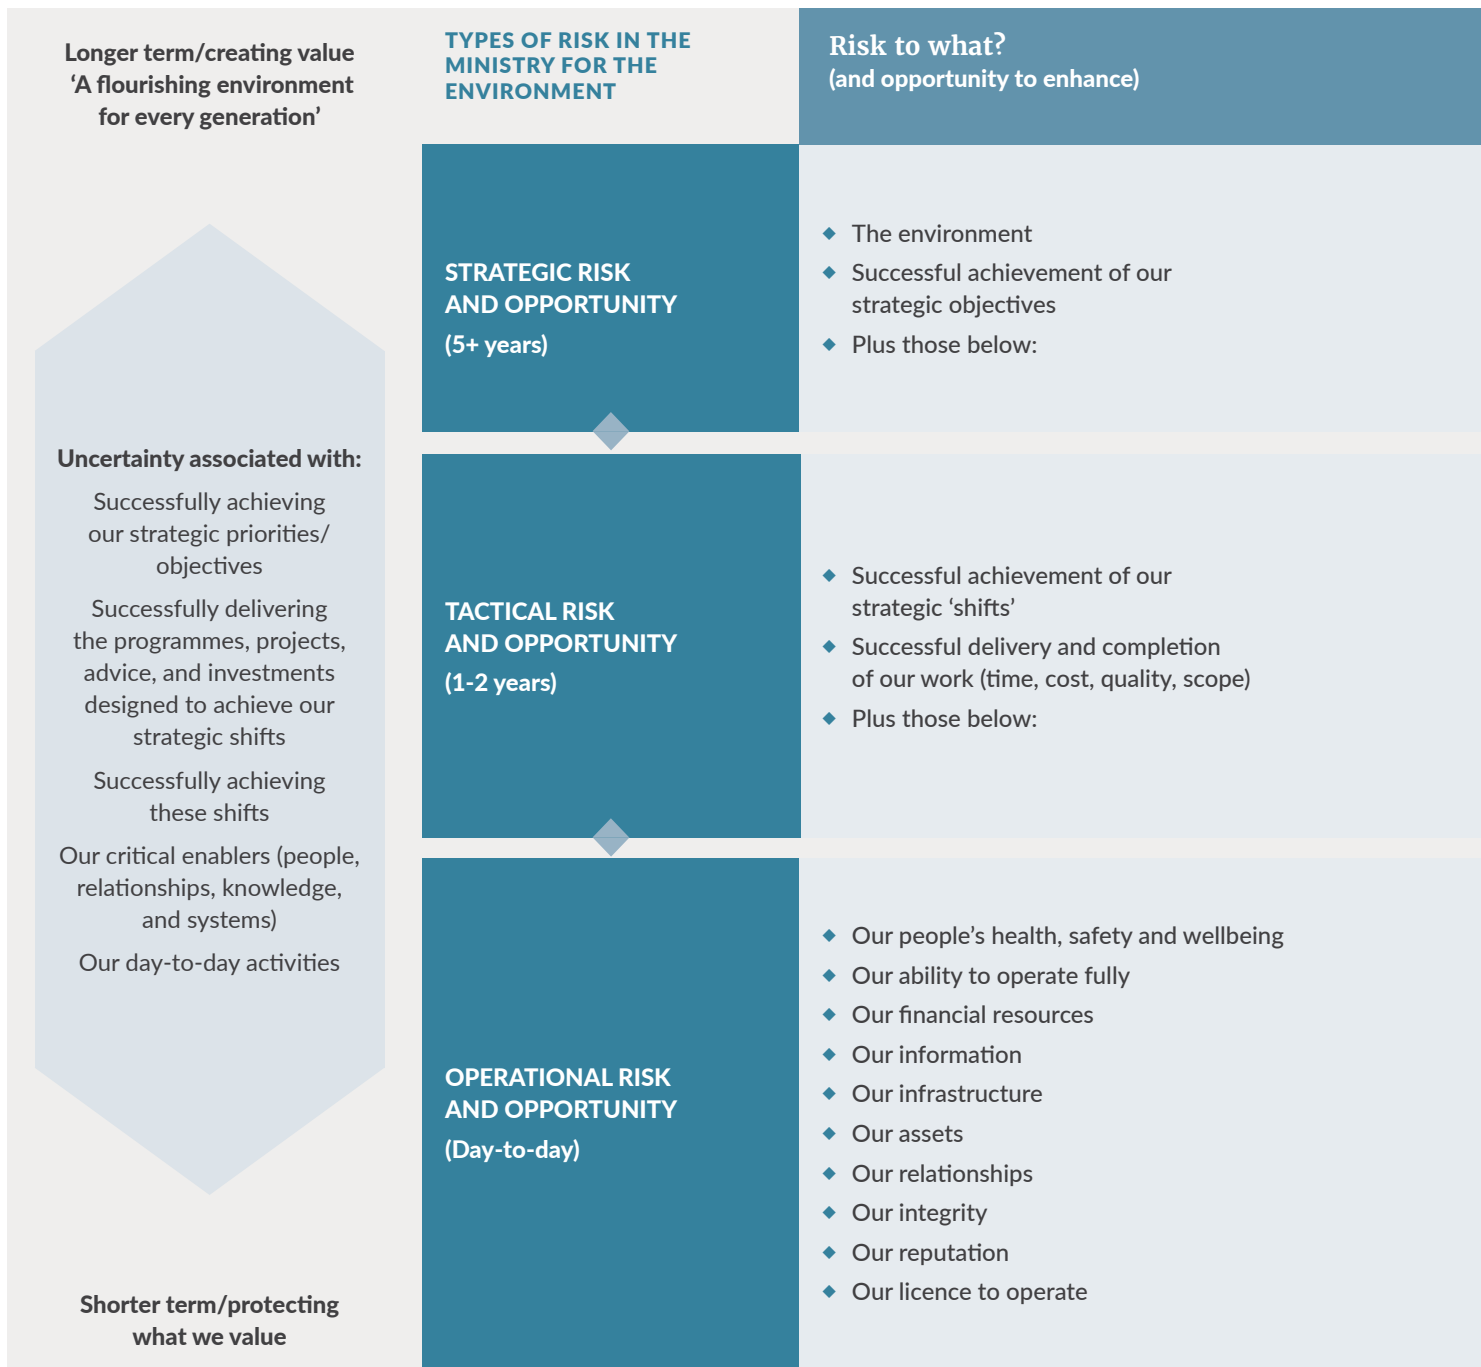 Longer term/creating value
‘A flourishing environment
for every generation’
Uncertainty associated with:
Successfully achieving
our strategic priorities/
objectives
Successfully delivering
the programmes, projects,
advice, and investments
designed to achieve our
strategic shifts
Successfully achieving
these shifts
Our critical enablers (people,
relationships, knowledge,
and systems)
Our day-to-day activities
Shorter term/protecting
what we value
TYPES OF RISK IN THE
MINISTRY FOR THE
ENVIRONMENT
Risk to what?
(and opportunity to enhance)
STRATEGIC RISK
AND OPPORTUNITY
(5+ years)
The environment
Successful achievement of our
strategic objectives
Plus those below:
TACTICAL RISK
AND OPPORTUNITY
(1-2 years)
Successful achievement of our
strategic ‘shifts’
Successful delivery and completion
of our work (time, cost, quality, scope)
Plus those below:
OPERATIONAL RISK
AND OPPORTUNITY
(Day-to-day)
Our people’s health, safety and wellbeing
Our ability to operate fully
Our financial resources
Our information
Our infrastructure
Our assets
Our relationships
Our integrity
Our reputation
Our licence to operate